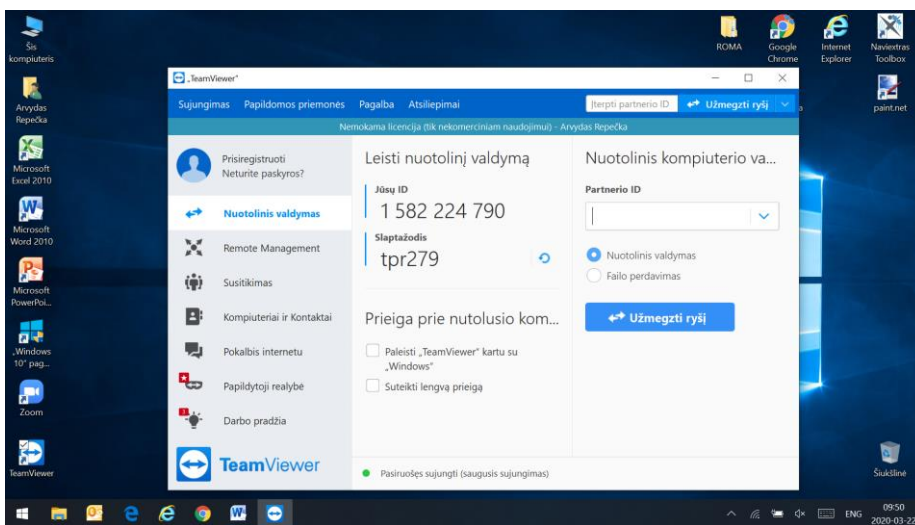 Šis
kompiuteris
Arvydas
Repečka
Microsoft
Excel 2010
Microsoft
Word 2010
Microsoft
PowerPoi...
„Windows
10“ pag...
Zoom
TeamViewer
ROMA
Google
Chrome
Internet
Explorer
Naviextras
Toolbox
paint.net
Šiukšlinė
„TeamViewer“
Sujungimas Papildomos priemonės Pagalba Atsiliepimai
Įterpti partnerio ID
Užmegzti ryšį
Nemokama licencija (tik nekomerciniam naudojimui) - Arvydas Repečka
Prisiregistruoti
Neturite paskyros?
Nuotolinis valdymas
Remote Management
Susitikimas
Kompiuteriai ir Kontaktai
Pokalbis internetu
Papildytoji realybė
Darbo pradžia
TeamViewer
Leisti nuotolinį valdymą
Jūsų ID
1 582 224 790
Slaptažodis
tpr279
Prieiga prie nutolusio kom...
Paleisti „TeamViewer“ kartu su
„Windows“
Suteikti lengvą prieigą
Nuotolinis kompiuterio va...
Partnerio ID
Nuotolinis valdymas
Failo perdavimas
Užmegzti ryšį
Pasiruošęs sujungti (saugusis sujungimas)
ENG
09:50
2020-03-22